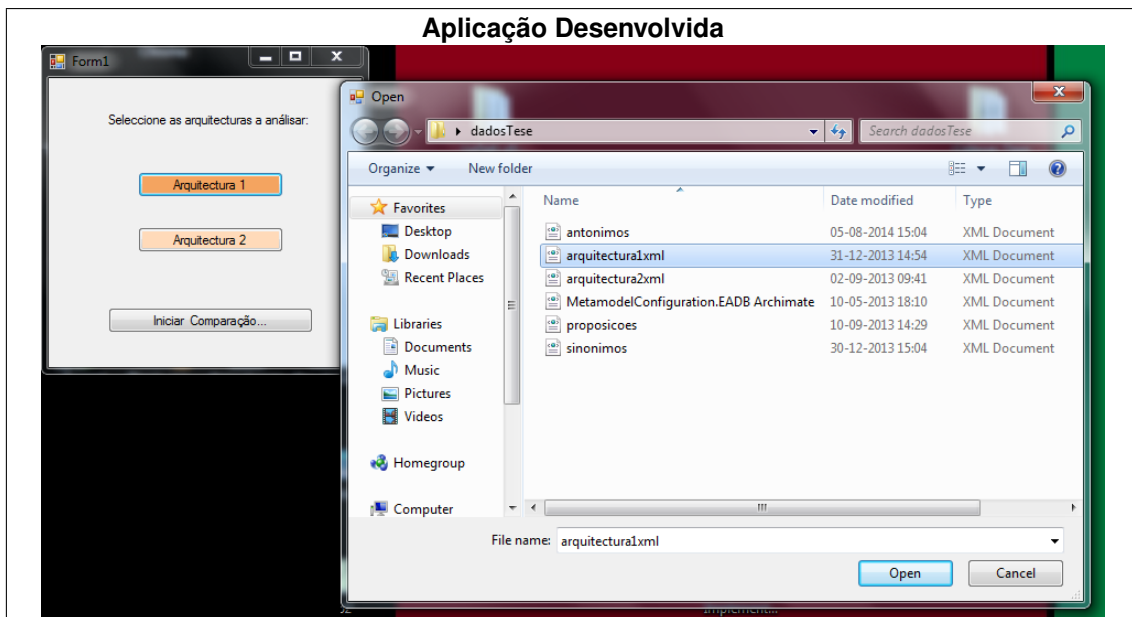 Aplicação Desenvolvida
Form1
Seleccione as arquitecturas a análisar:
Arquitectura 1
Arquitectura 2
Iniciar Comparação...
Open
dadosTese
Search dadosTese
Organize
New folder
Favorites
Desktop
Downloads
Recent Places
Libraries
Documents
Music
Pictures
Videos
Homegroup
Computer
Name Date modified Type
antonimos 05-08-2014 15:04 XML Document
arquitectura1xml 31-12-2013 14:54 XML Document
arquitectura2xml 02-09-2013 09:41 XML Document
MetamodelConfiguration.EADB Archimate 10-05-2013 18:10 XML Document
proposicoes 10-09-2013 14:29 XML Document
sinonimos 30-12-2013 15:04 XML Document
File name: arquitectura1xml
Open Cancel
Implement...